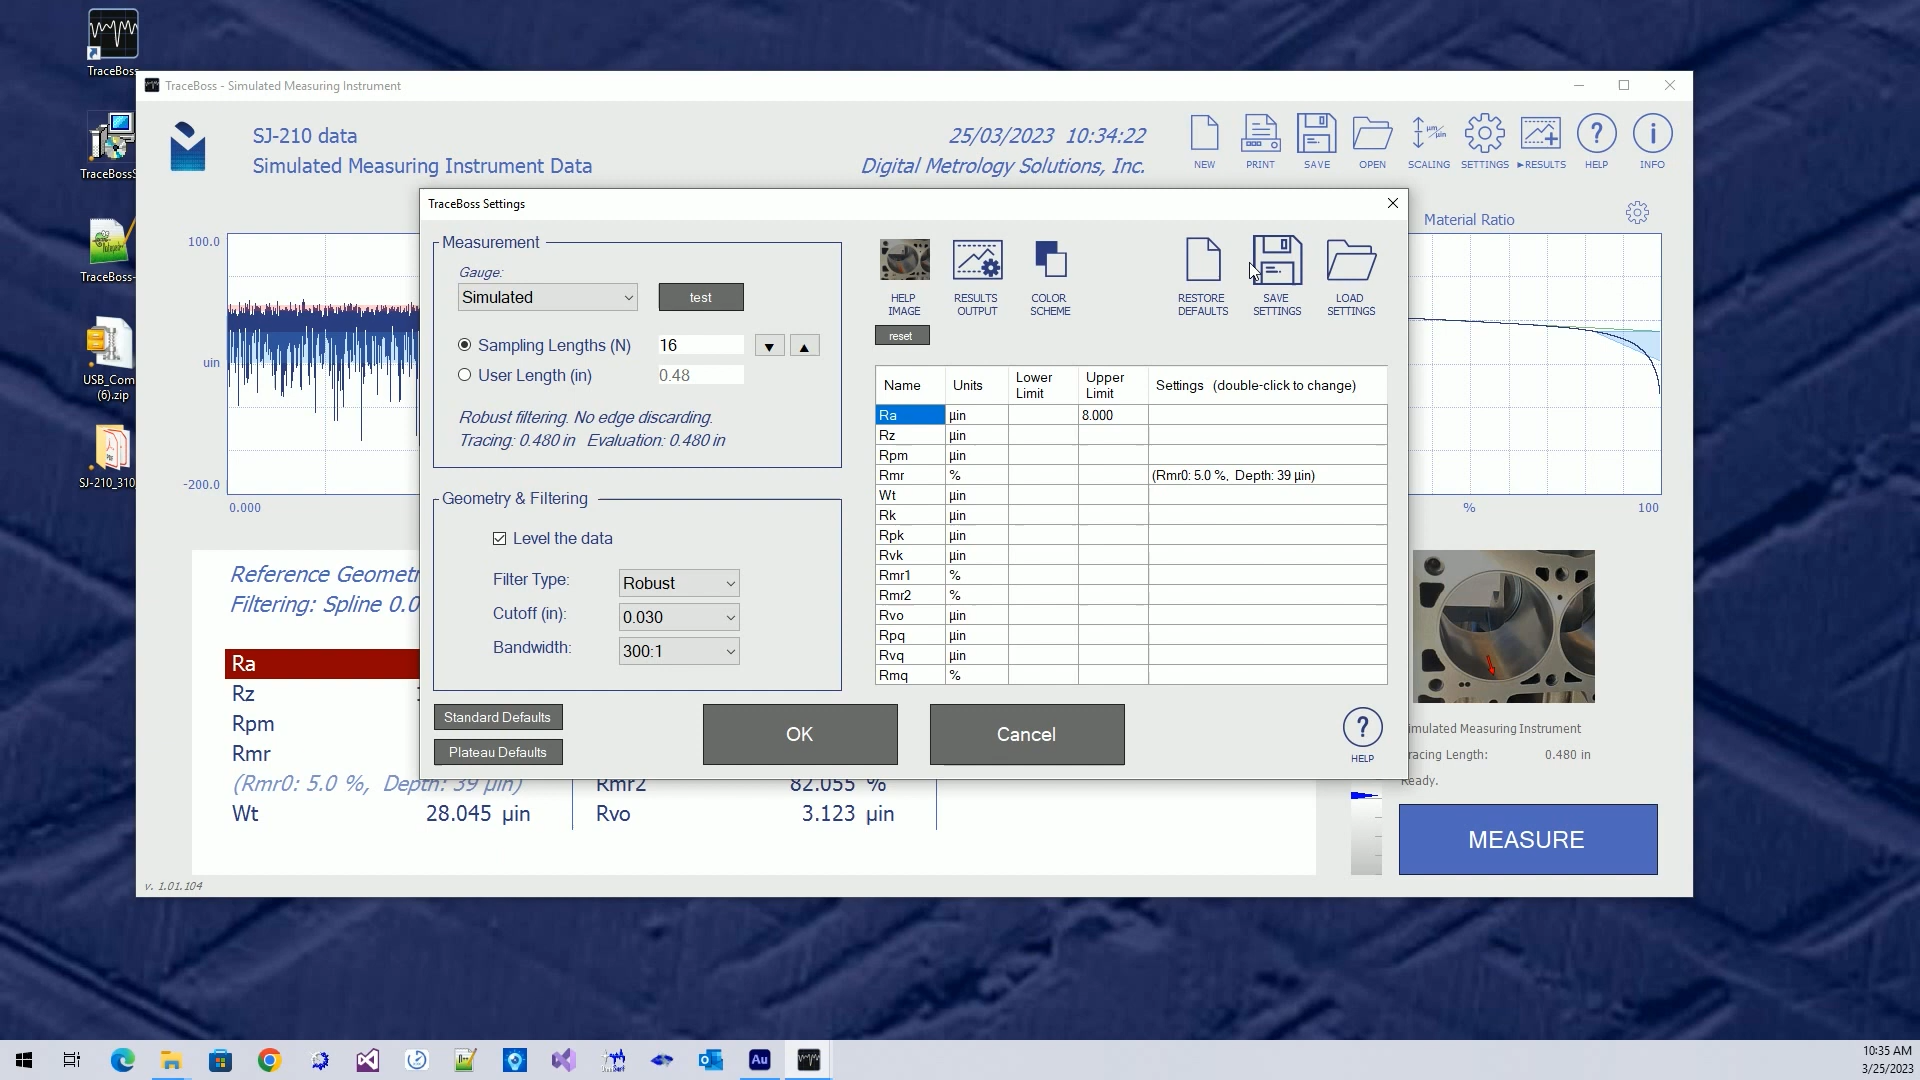 TraceBoss
TraceBoss - Simulated Measuring Instrument
SJ-210 data
Simulated Measuring Instrument Data
25/03/2023 10:34:22
Digital Metrology Solutions, Inc.
NEW
PRINT
SAVE
OPEN
SCALING
SETTINGS
►RESULTS
HELP
INFO
TraceBossS
TraceBoss-
USB_Com
(6).zip
SJ-210_310
100.0
uin
-200.0
0.000
Material Ratio
%
100
TraceBoss Settings
Measurement
Gauge:
Simulated
test
Sampling Lengths (N)
16
▼
▲
User Length (in)
0.48
Robust filtering. No edge discarding.
Tracing: 0.480 in Evaluation: 0.480 in
Geometry & Filtering
Level the data
Filter Type:
Robust
Cutoff (in):
0.030
Bandwidth:
300:1
Standard Defaults
Plateau Defaults
OK
Cancel
HELP
HELP
IMAGE
reset
RESULTS
OUTPUT
COLOR
SCHEME
RESTORE
DEFAULTS
SAVE
SETTINGS
LOAD
SETTINGS
Name Units Lower Limit Upper Limit Settings (double-click to change)
Ra µin 8.000
Rz µin
Rpm µin
Rmr % (Rmr0: 5.0 %, Depth: 39 µin)
Wt µin
Rk µin
Rpk µin
Rvk µin
Rmr1 %
Rmr2 %
Rvo µin
Rpq µin
Rvq µin
Rmq %
Reference Geometr
Filtering: Spline 0.0
Ra
Rz
Rpm
Rmr
(Rmr0: 5.0 %, Depth: 39 µin)
Wt 28.045 µin
Rmr2 82.055 %
Rvo 3.123 µin
imulated Measuring Instrument
racing Length: 0.480 in
Ready.
MEASURE
v. 1.01.104
Au
10:35 AM
3/25/2023